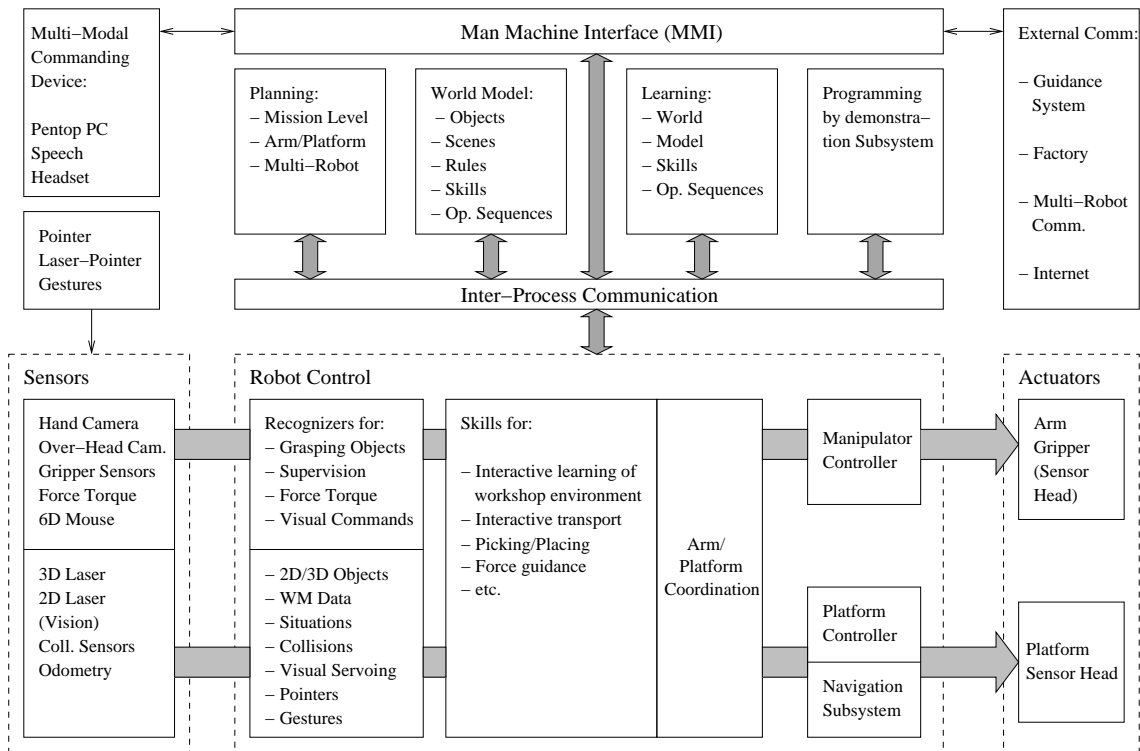 Multi−Modal
Commanding
Device:
Pentop PC
Speech
Headset
Man Machine Interface (MMI)
External Comm:
− Guidance
System
− Factory
− Multi−Robot
Comm.
− Internet
Planning:
− Mission Level
− Arm/Platform
− Multi−Robot
World Model:
− Objects
− Scenes
− Rules
− Skills
− Op. Sequences
Learning:
− World
− Model
− Skills
− Op. Sequences
Programming
by demonstra−
tion Subsystem
Pointer
Laser−Pointer
Gestures
Inter−Process Communication
Sensors
Hand Camera
Over−Head Cam.
Gripper Sensors
Force Torque
6D Mouse
3D Laser
2D Laser
(Vision)
Coll. Sensors
Odometry
Robot Control
Recognizers for:
− Grasping Objects
− Supervision
− Force Torque
− Visual Commands
− 2D/3D Objects
− WM Data
− Situations
− Collisions
− Visual Servoing
− Pointers
− Gestures
Skills for:
− Interactive learning of
workshop environment
− Interactive transport
− Picking/Placing
− Force guidance
− etc.
Arm/
Platform
Coordination
Manipulator
Controller
Platform
Controller
Navigation
Subsystem
Actuators
Arm
Gripper
(Sensor
Head)
Platform
Sensor Head